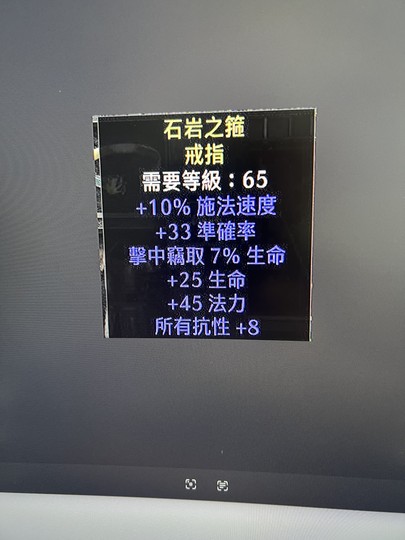 石岩之箍
戒指
需要等級：65
+10% 施法速度
+33 準確率
擊中竊取 7% 生命
+25 生命
+45 法力
所有抗性 +8